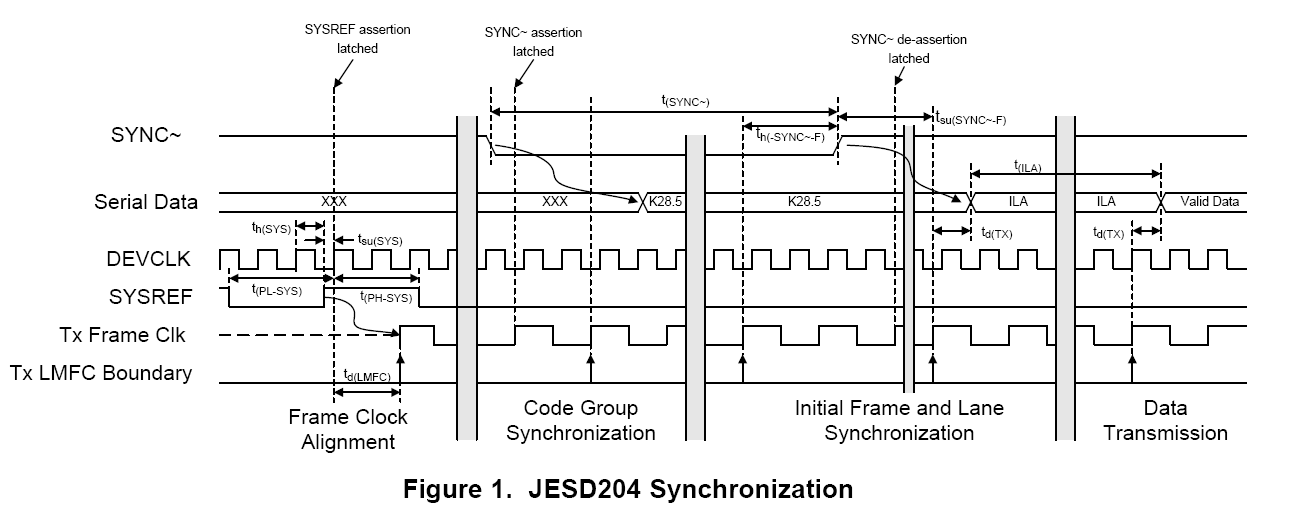 SYSREF assertion
latched
SYNC~ assertion
latched
SYNC~ de-assertion
latched
t(SYNC~)
tsu(SYNC~-F)
th(-SYNC~-F)
SYNC~
t(ILA)
Serial Data
XXX
XXX
K28.5
K28.5
ILA
ILA
Valid Data
th(SYS)
tsu(SYS)
td(TX)
td(TX)
DEVCLK
t(PL-SYS)
t(PH-SYS)
SYSREF
Tx Frame Clk
Tx LMFC Boundary
td(LMFC)
Frame Clock
Alignment
Code Group
Synchronization
Initial Frame and Lane
Synchronization
Data
Transmission
Figure 1. JESD204 Synchronization